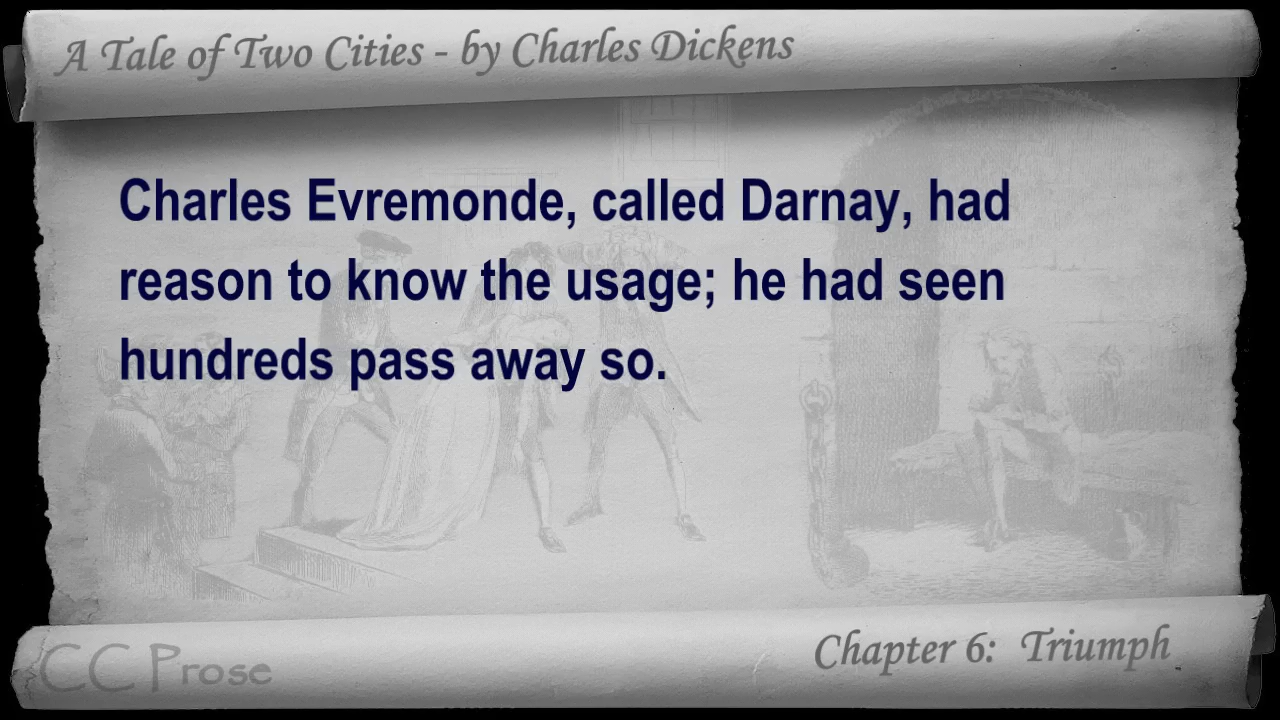 A Tale of Two Cities - by Charles Dickens
Charles Evremonde, called Darnay, had
reason to know the usage; he had seen
hundreds pass away so.
CC Prose
Chapter 6: Triumph